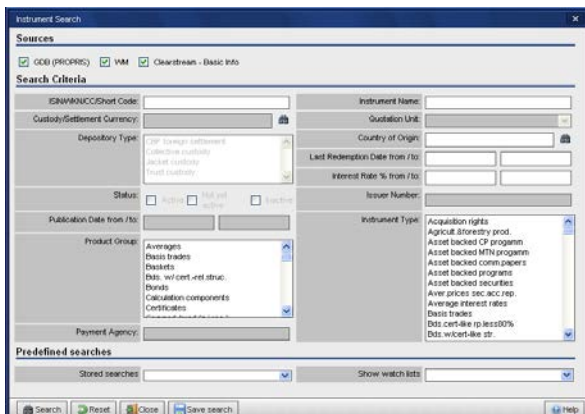 Instrument Search
Sources
GDB (PROPRIS) WM Clearstream - Basic Info
Search Criteria
ISIN/WKN/CC/Short Code: Instrument Name:
Custody/Settlement Currency: Quotation Unit:
Depository Type: Country of Origin:
CBF foreign settlement
Collective custody
Jacket custody
Trust custody
Last Redemption Date from / to:
Interest Rate % from / to:
Status: Active Not yet active Inactive Issuer Number:
Publication Date from / to: Instrument Type:
Product Group:
Averages
Basis trades
Baskets
Bds. w/ cert.-rel.struc.
Bonds
Calculation components
Certificates
Acquisition rights
Agricult.&forestry prod.
Asset backed CP progamm
Asset backed MTN progamm
Asset backed comm.papers
Asset backed programs
Asset backed securities
Aver.prices sec.acc.rep.
Average interest rates
Basis trades
Bds.cert-like rp.less80%
Bds.w/cert-like str.
Payment Agency:
Predefined searches
Stored searches Show watch lists
Search Reset Close Save search Help